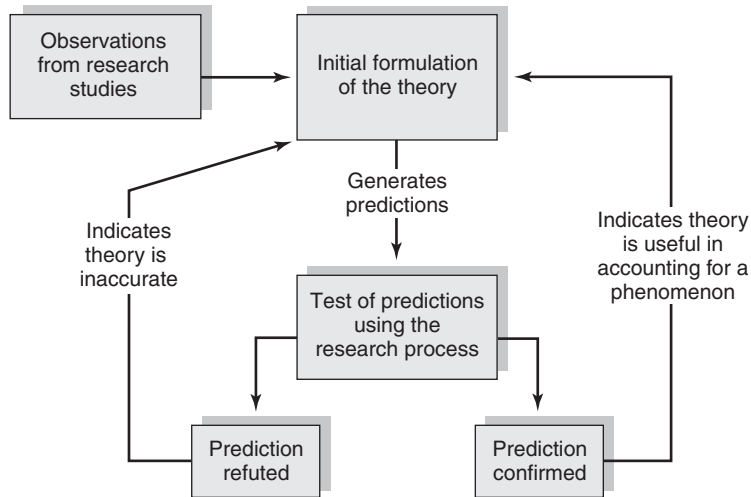 Observations
from research
studies
Initial formulation
of the theory
Generates
predictions
Indicates
theory is
inaccurate
Indicates theory
is useful in
accounting for a
phenomenon
Test of predictions
using the
research process
Prediction
refuted
Prediction
confirmed